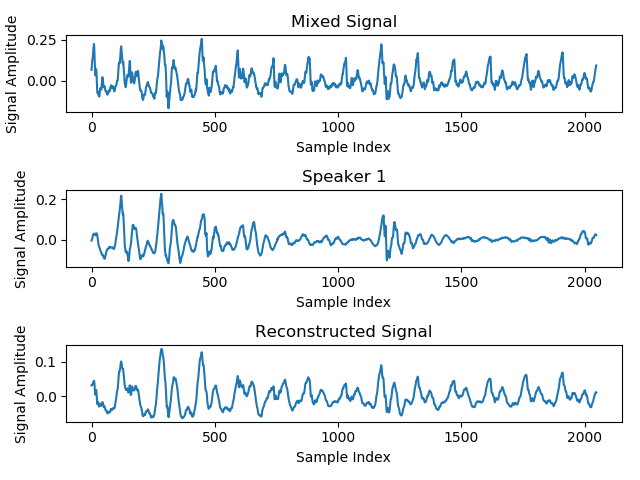 Mixed Signal
Signal Amplitude
0.25
0.00
0 500 1000 1500 2000
Sample Index
Speaker 1
Signal Amplitude
0.2
0.0
0 500 1000 1500 2000
Sample Index
Reconstructed Signal
Signal Amplitude
0.1
0.0
0 500 1000 1500 2000
Sample Index